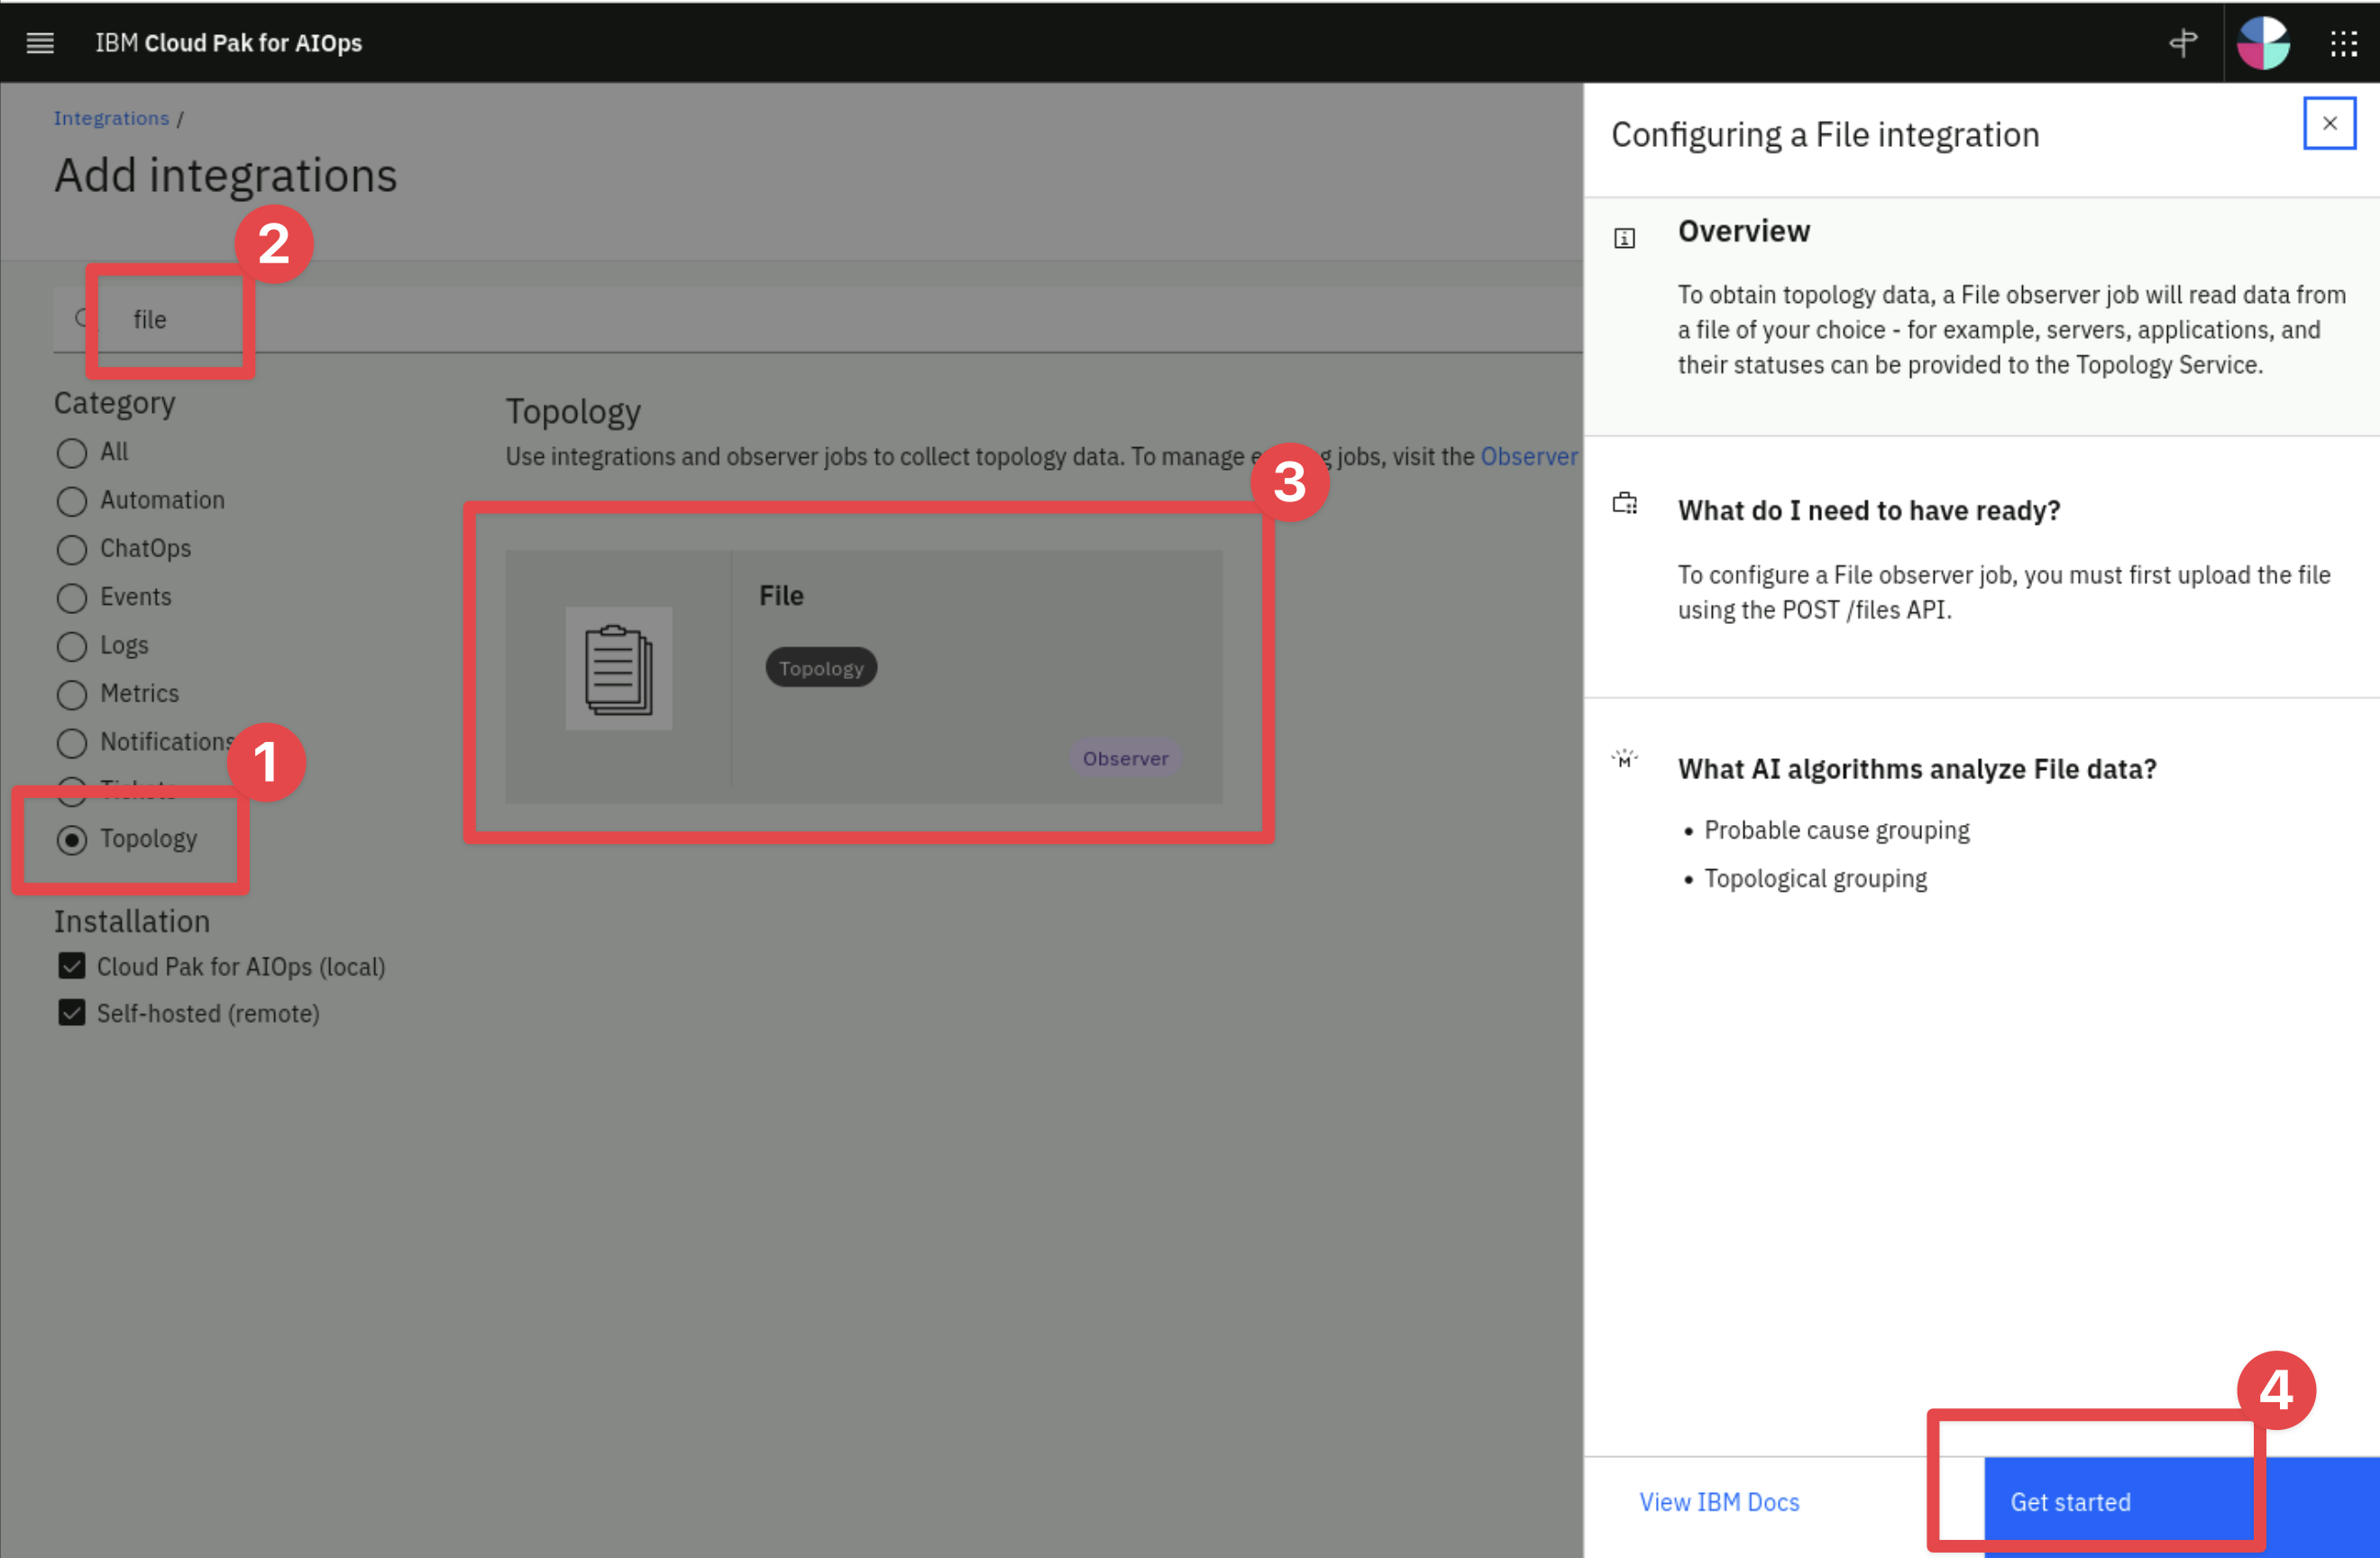 IBM Cloud Pak for AIOps
Integrations /
Add integrations
2
file
Category
All
Automation
ChatOps
Events
Logs
Metrics
Notifications
1
Tickets
Topology
Installation
Cloud Pak for AIOps (local)
Self-hosted (remote)
Topology
Use integrations and observer jobs to collect topology data. To manage e g jobs, visit the Observer
3
File
Topology
Observer
Configuring a File integration
Overview
To obtain topology data, a File observer job will read data from
a file of your choice - for example, servers, applications, and
their statuses can be provided to the Topology Service.
What do I need to have ready?
To configure a File observer job, you must first upload the file
using the POST /files API.
M
What AI algorithms analyze File data?
• Probable cause grouping
• Topological grouping
4
View IBM Docs
Get started